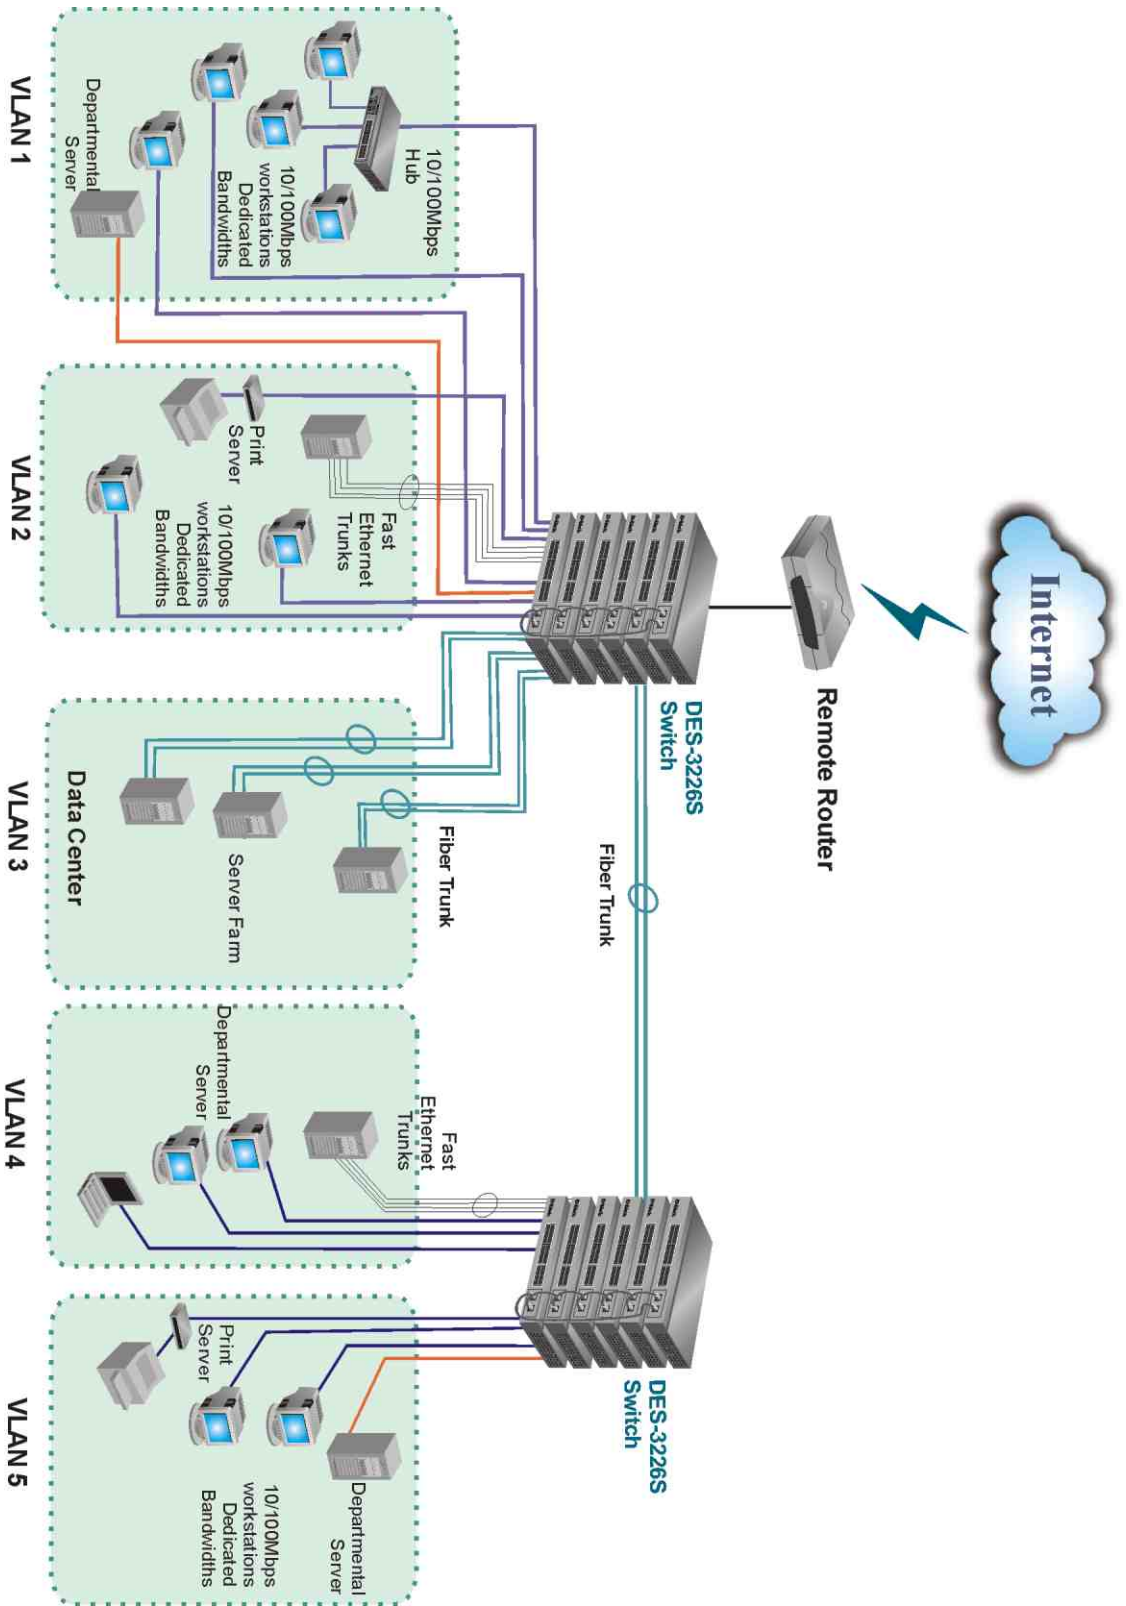 Internet
Remote Router
DES-3226S
Switch
DES-3226S
Switch
Fiber Trunk
10/100Mbps
Hub
10/100Mbps
workstations
Dedicated
Bandwidths
Departmental
Server
VLAN 1
Print
Server
Fast
Ethernet
Trunks
10/100Mbps
workstations
Dedicated
Bandwidths
VLAN 2
Fiber Trunk
Server Farm
Data Center
VLAN 3
Fast
Ethernet
Trunks
Departmental
Server
VLAN 4
Print
Server
Departmental
Server
10/100Mbps
workstations
Dedicated
Bandwidths
VLAN 5